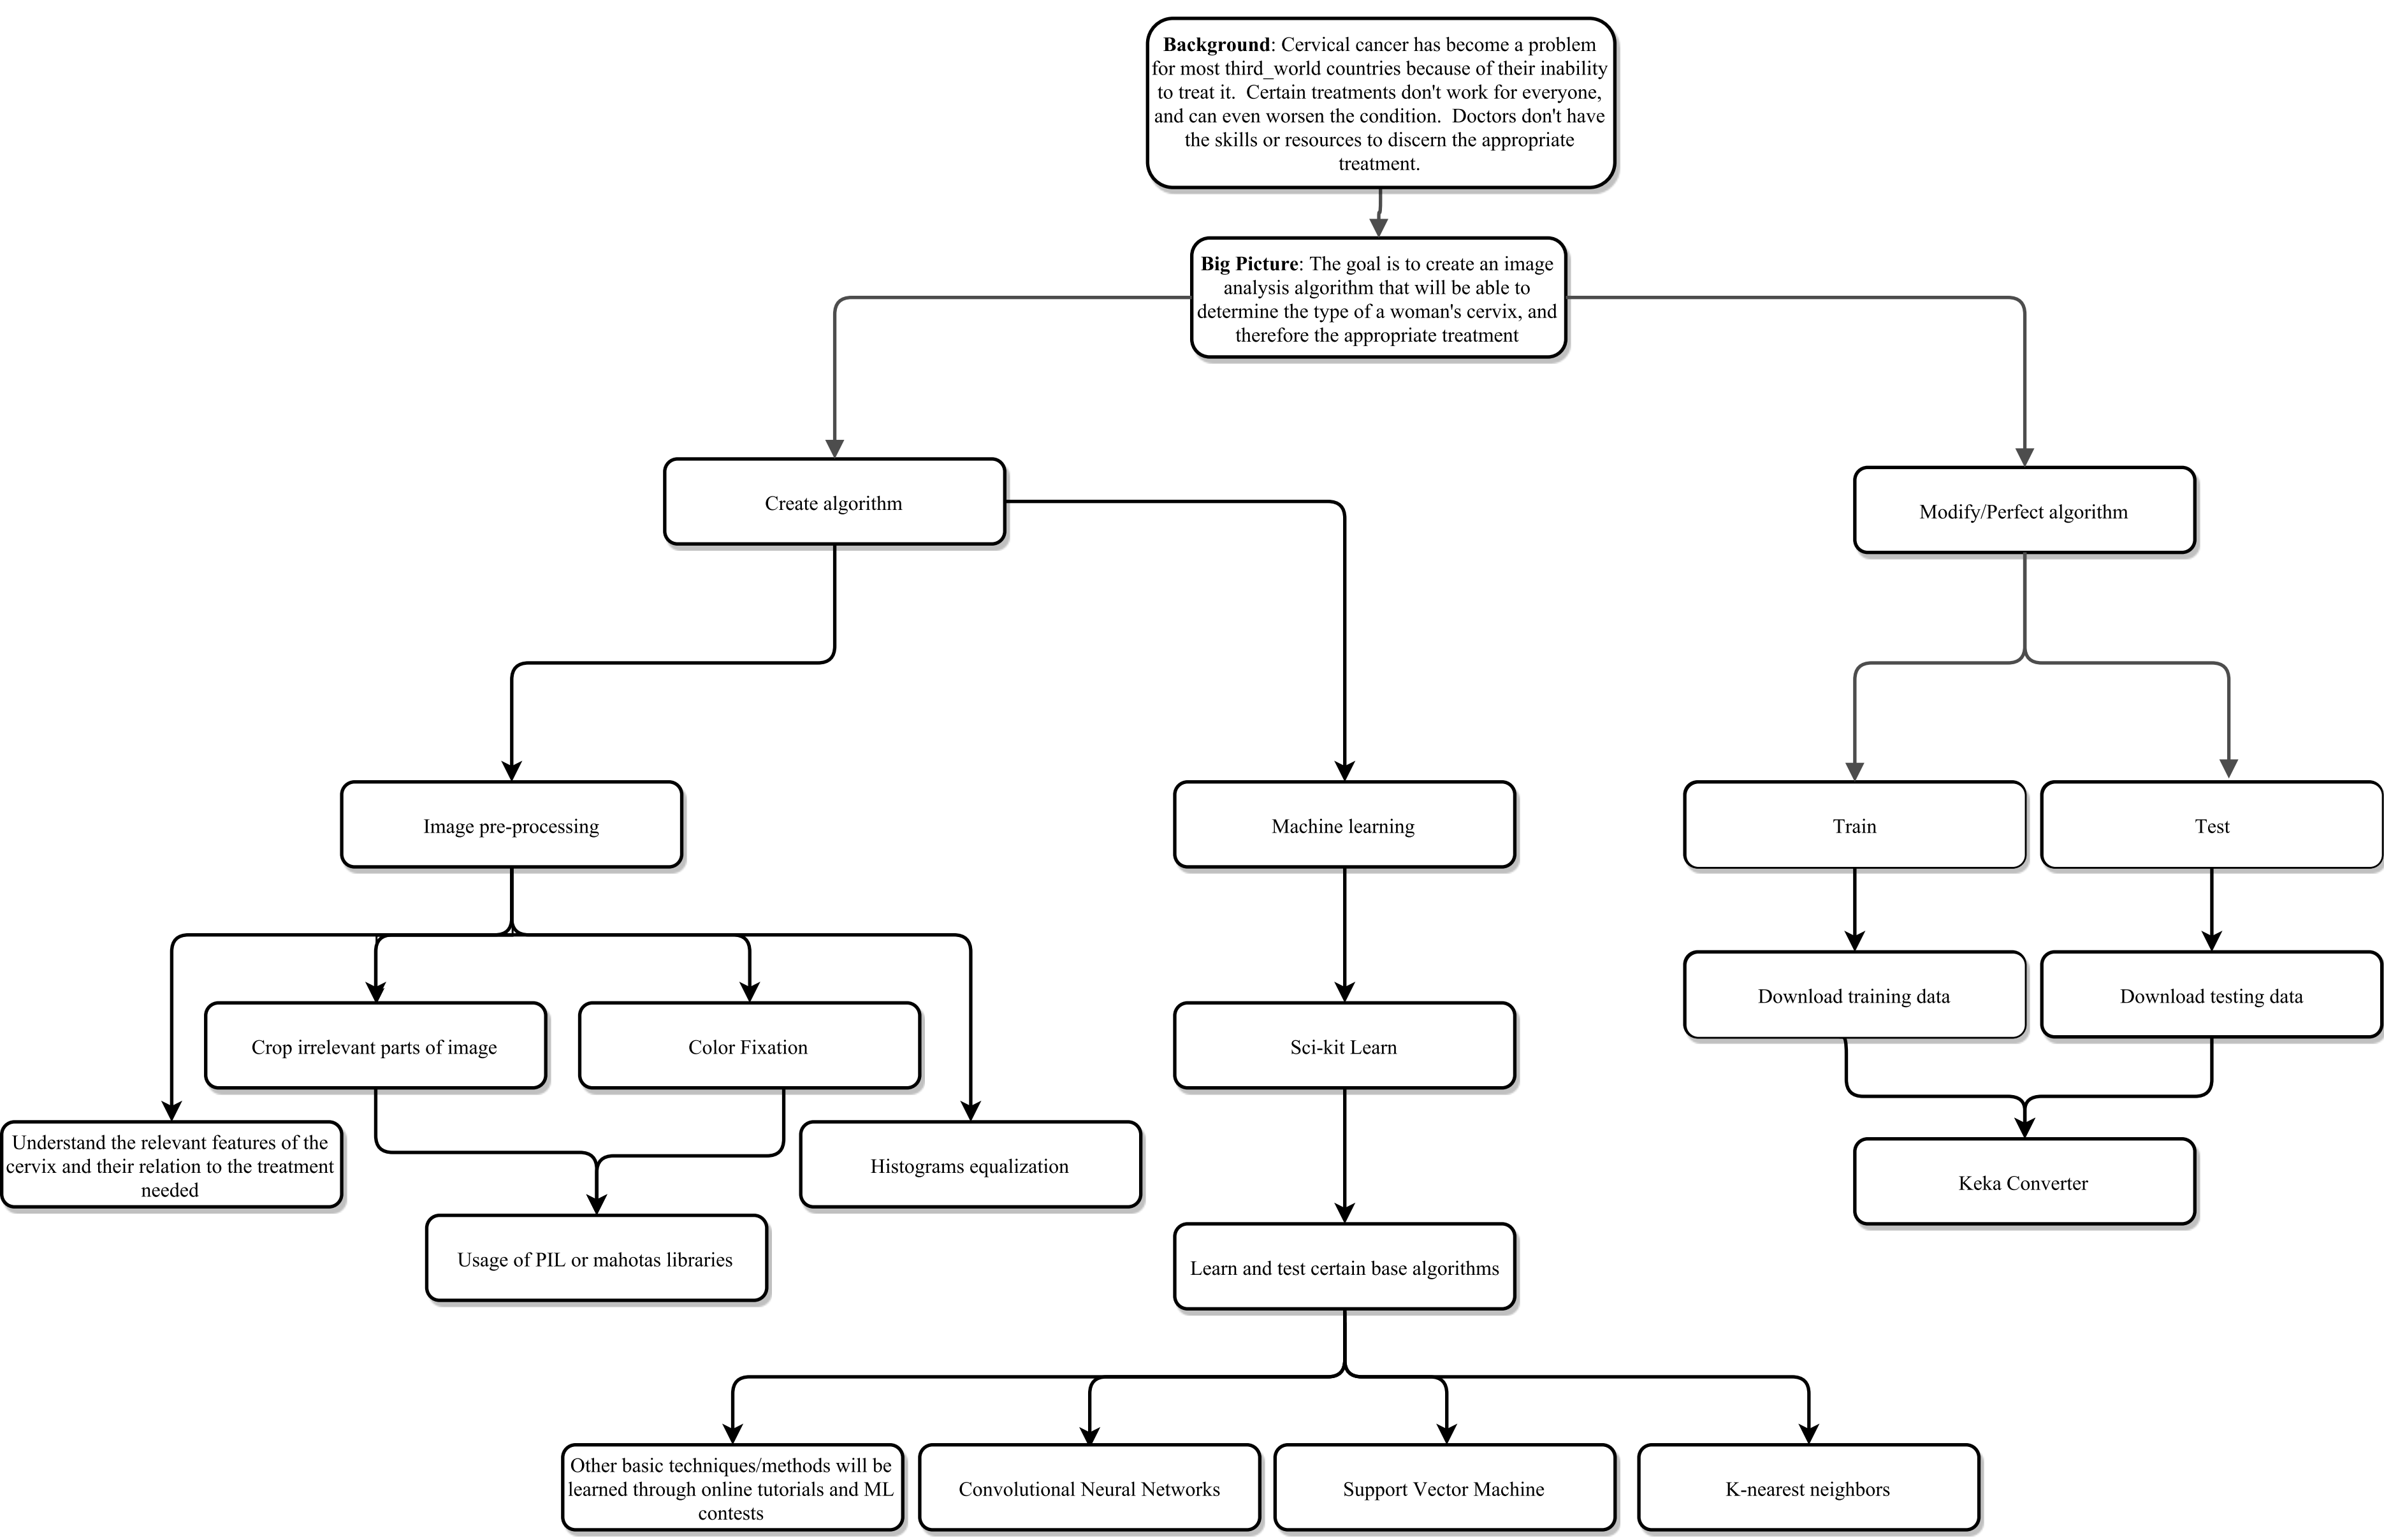 Background: Cervical cancer has become a problem
for most third_world countries because of their inability
to treat it.  Certain treatments don't work for everyone,
and can even worsen the condition.  Doctors don't have
the skills or resources to discern the appropriate
treatment.
Big Picture: The goal is to create an image
analysis algorithm that will be able to
determine the type of a woman's cervix, and
therefore the appropriate treatment
Create algorithm
Modify/Perfect algorithm
Image pre-processing
Machine learning
Train
Test
Download training data
Download testing data
Crop irrelevant parts of image
Color Fixation
Sci-kit Learn
Understand the relevant features of the
cervix and their relation to the treatment
needed
Histograms equalization
Keka Converter
Usage of PIL or mahotas libraries
Learn and test certain base algorithms
Other basic techniques/methods will be
learned through online tutorials and ML
contests
Convolutional Neural Networks
Support Vector Machine
K-nearest neighbors